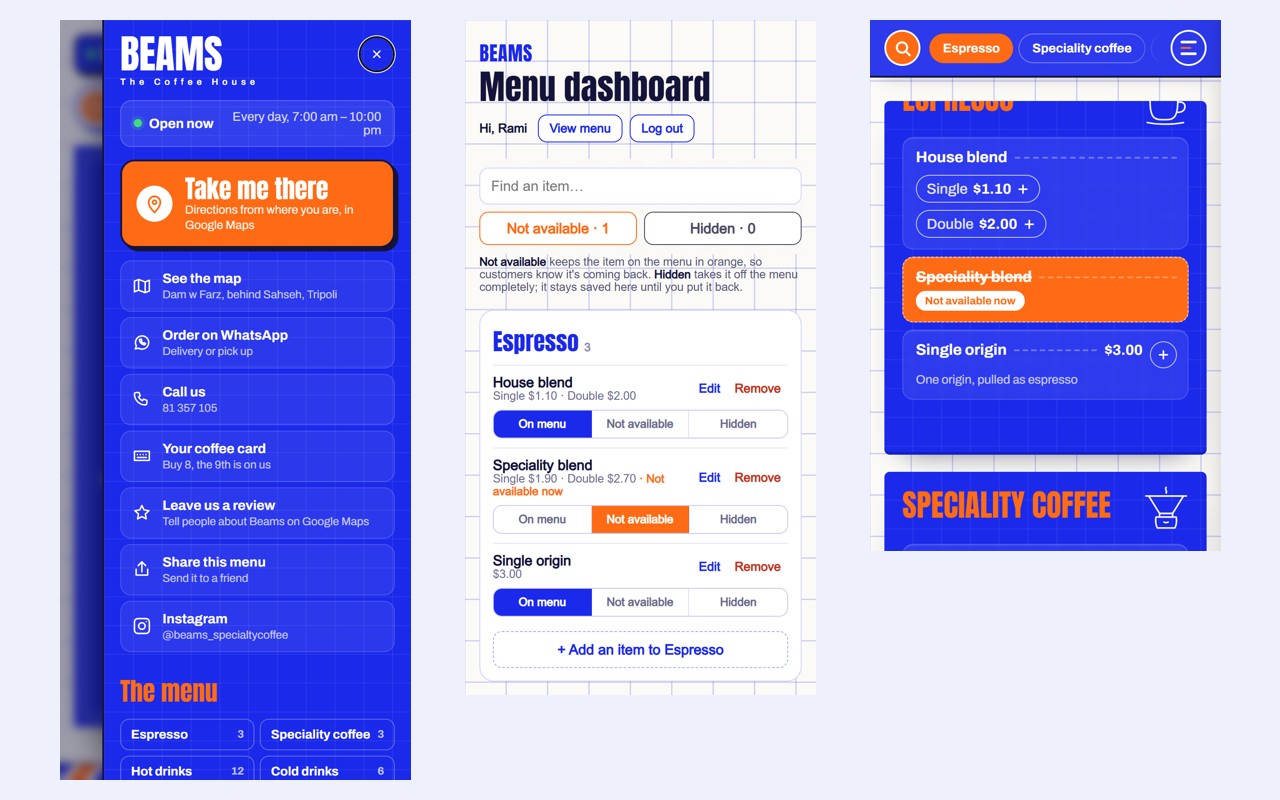 BEAMS
The Coffee House
×
Open now
Every day, 7:00 am – 10:00
pm
Take me there
Directions from where you are, in
Google Maps
See the map
Dam w Farz, behind Sahseh, Tripoli
Order on WhatsApp
Delivery or pick up
Call us
81 357 105
Your coffee card
Buy 8, the 9th is on us
Leave us a review
Tell people about Beams on Google Maps
Share this menu
Send it to a friend
Instagram
@beams_specialtycoffee
The menu
Espresso 3
Speciality coffee 3
Hot drinks 12
Cold drinks 6
BEAMS
Menu dashboard
Hi, Rami
View menu
Log out
Find an item…
Not available · 1
Hidden · 0
Not available keeps the item on the menu in orange, so
customers know it's coming back. Hidden takes it off the menu
completely; it stays saved here until you put it back.
Espresso 3
House blend
Single $1.10 · Double $2.00
Edit
Remove
On menu
Not available
Hidden
Speciality blend
Single $1.90 · Double $2.70 · Not
available now
Edit
Remove
On menu
Not available
Hidden
Single origin
$3.00
Edit
Remove
On menu
Not available
Hidden
+ Add an item to Espresso
Espresso
Speciality coffee
ESPRESSO
House blend
Single $1.10 +
Double $2.00 +
Speciality blend
Not available now
Single origin $3.00 +
One origin, pulled as espresso
SPECIALITY COFFEE